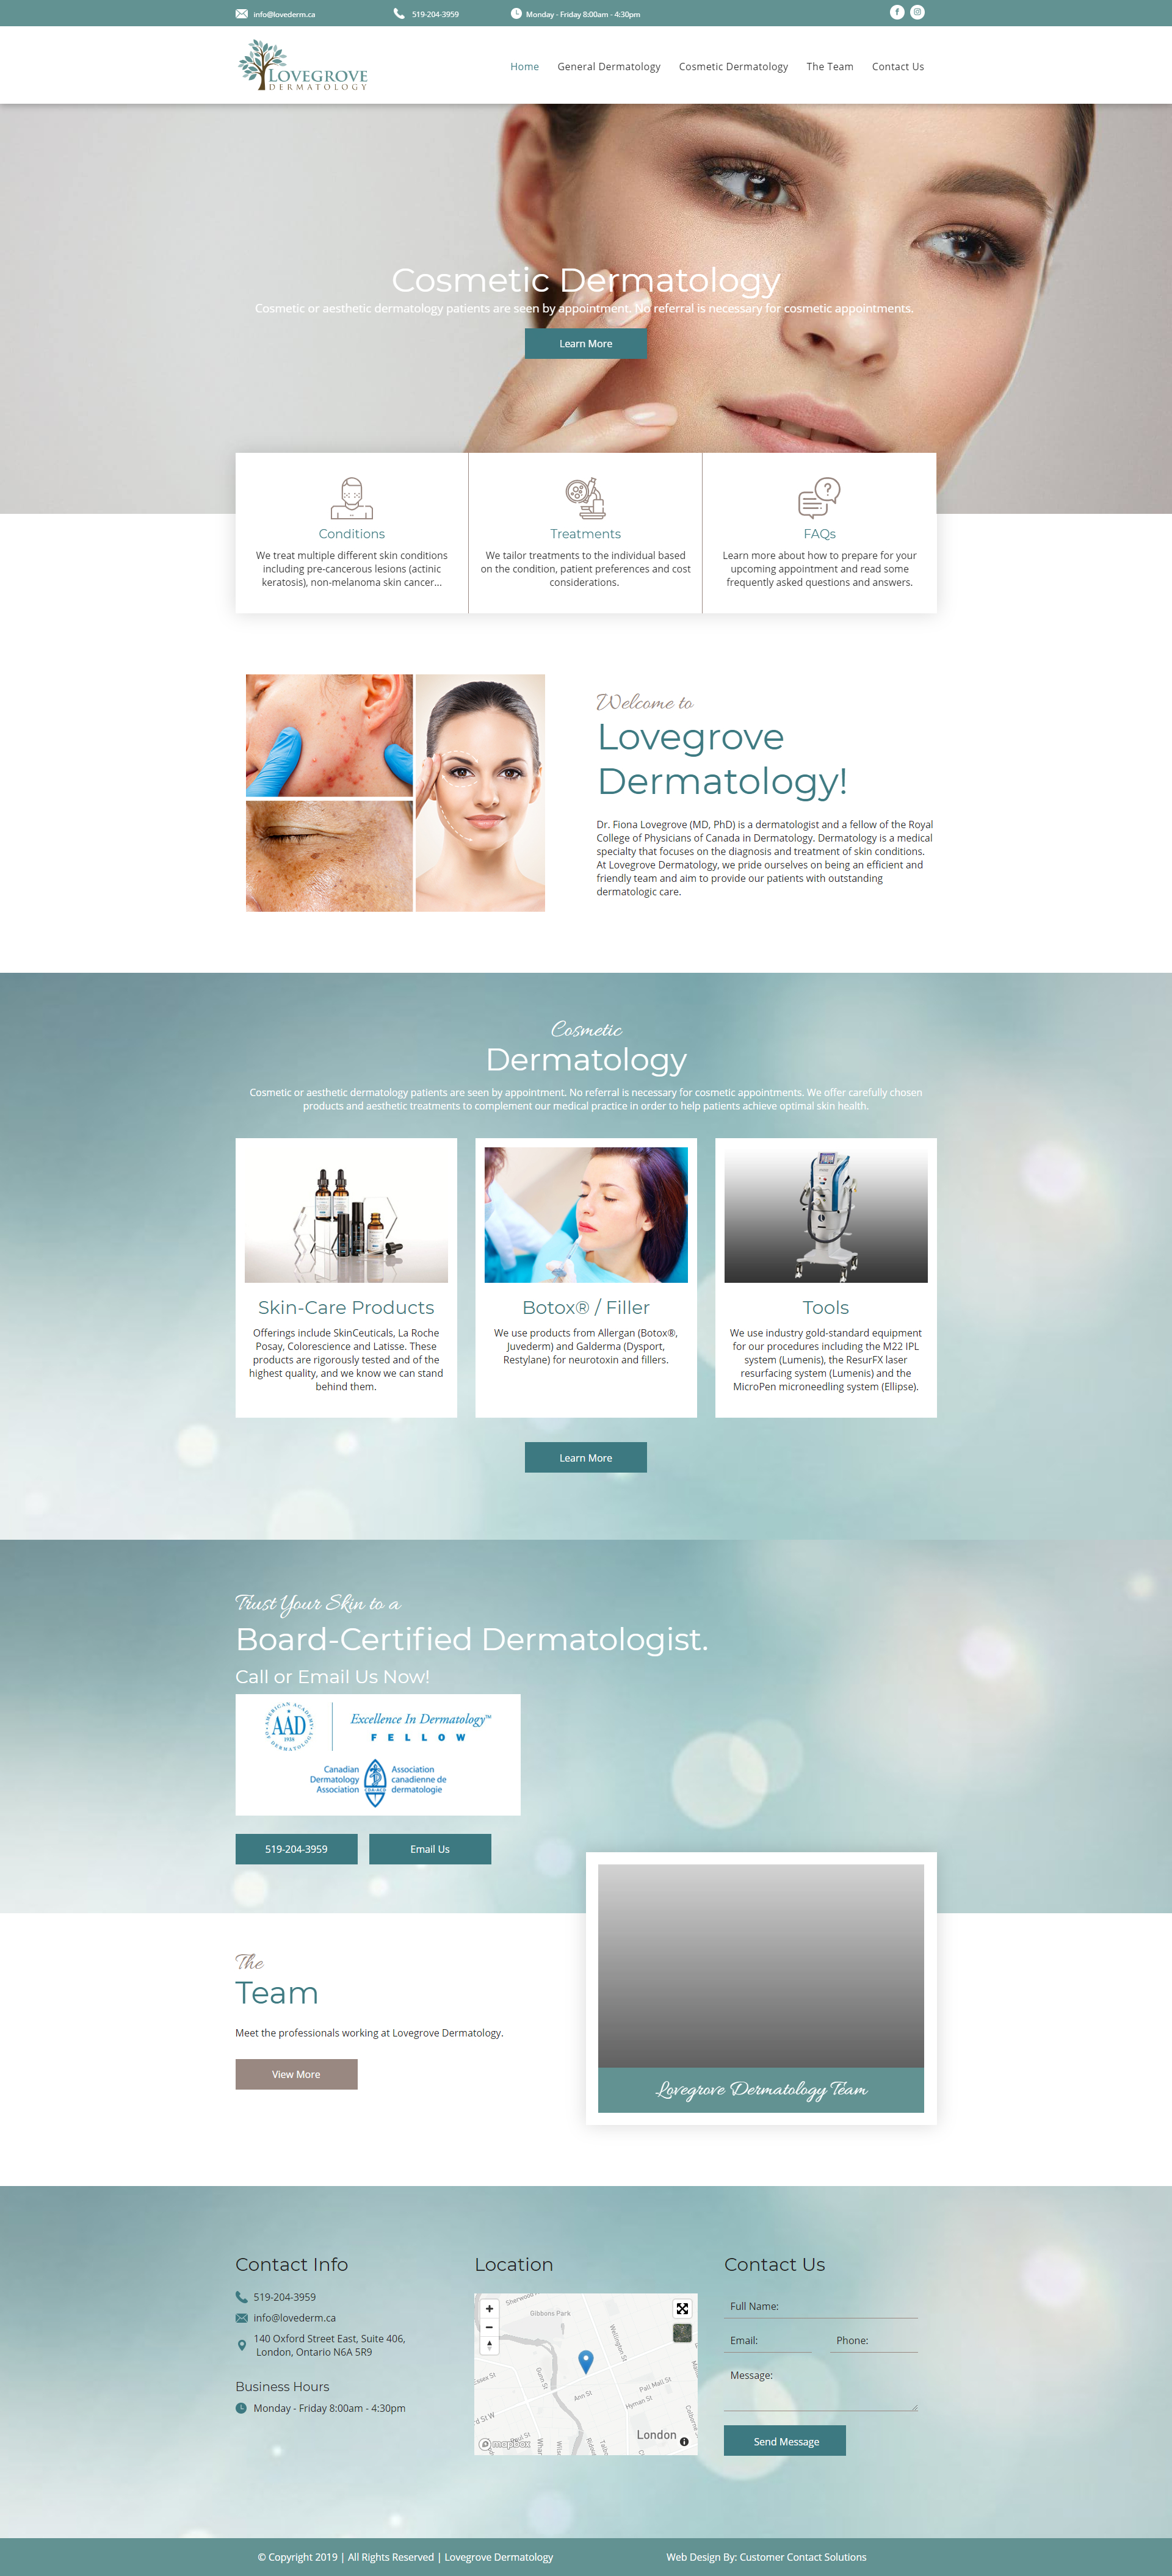 info@lovederm.ca
519-204-3959
Monday - Friday 8:00am - 4:30pm
LOVEGROVE
DERMATOLOGY
Home
General Dermatology
Cosmetic Dermatology
The Team
Contact Us
Cosmetic Dermatology
Cosmetic or aesthetic dermatology patients are seen by appointment. No referral is necessary for cosmetic appointments.
Learn More
Conditions
We treat multiple different skin conditions
including pre-cancerous lesions (actinic
keratosis), non-melanoma skin cancer...
Treatments
We tailor treatments to the individual based
on the condition, patient preferences and cost
considerations.
FAQs
Learn more about how to prepare for your
upcoming appointment and read some
frequently asked questions and answers.
Welcome to
Lovegrove
Dermatology!
Dr. Fiona Lovegrove (MD, PhD) is a dermatologist and a fellow of the Royal
College of Physicians of Canada in Dermatology. Dermatology is a medical
specialty that focuses on the diagnosis and treatment of skin conditions.
At Lovegrove Dermatology, we pride ourselves on being an efficient and
friendly team and aim to provide our patients with outstanding
dermatologic care.
Cosmetic
Dermatology
Cosmetic or aesthetic dermatology patients are seen by appointment. No referral is necessary for cosmetic appointments. We offer carefully chosen
products and aesthetic treatments to complement our medical practice in order to help patients achieve optimal skin health.
Skin-Care Products
Offerings include SkinCeuticals, La Roche
Posay, Colorescience and Latisse. These
products are rigorously tested and of the
highest quality, and we know we can stand
behind them.
Botox® / Filler
We use products from Allergan (Botox®,
Juvederm) and Galderma (Dysport,
Restylane) for neurotoxin and fillers.
Tools
We use industry gold-standard equipment
for our procedures including the M22 IPL
system (Lumenis), the ResurFX laser
resurfacing system (Lumenis) and the
MicroPen microneedling system (Ellipse).
Learn More
Trust Your Skin to a
Board-Certified Dermatologist.
Call or Email Us Now!
AMERICAN ACADEMY OF DERMATOLOGY
AAD
1938
Excellence In Dermatology™
FELLOW
Canadian
Dermatology
Association
CDA·ACD
Association
canadienne de
dermatologie
519-204-3959
Email Us
The
Team
Meet the professionals working at Lovegrove Dermatology.
View More
Lovegrove Dermatology Team
Contact Info
519-204-3959
info@lovederm.ca
140 Oxford Street East, Suite 406,
London, Ontario N6A 5R9
Business Hours
Monday - Friday 8:00am - 4:30pm
Location
Gibbons Park
Wellington St
Essex St
Gunn St
Ann St
Pall Mall St
Hyman St
London
mapbox
Contact Us
Full Name:
Email:
Phone:
Message:
Send Message
© Copyright 2019 | All Rights Reserved | Lovegrove Dermatology
Web Design By: Customer Contact Solutions